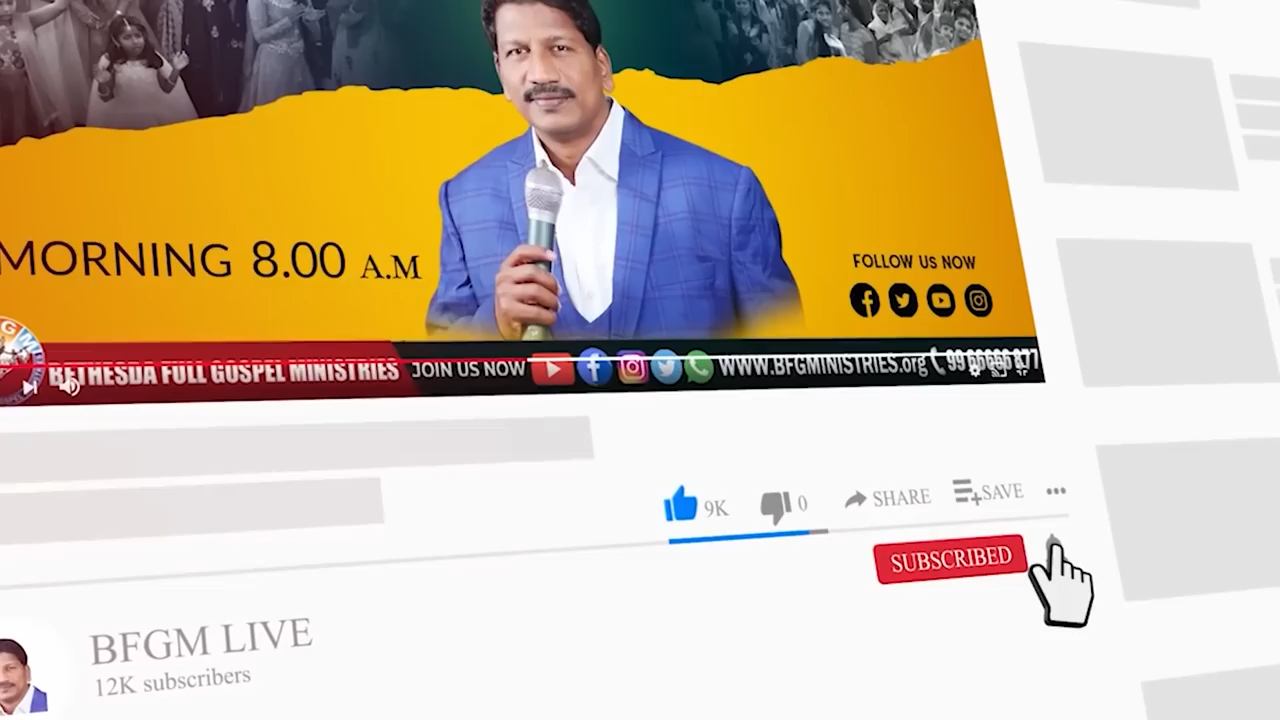 MORNING 8.00 A.M
FOLLOW US NOW
BETHESDA FULL GOSPEL MINISTRIES JOIN US NOW WWW.BFGMINISTRIES.org
9K 0 SHARE SAVE
SUBSCRIBED
BFGM LIVE
12K subscribers